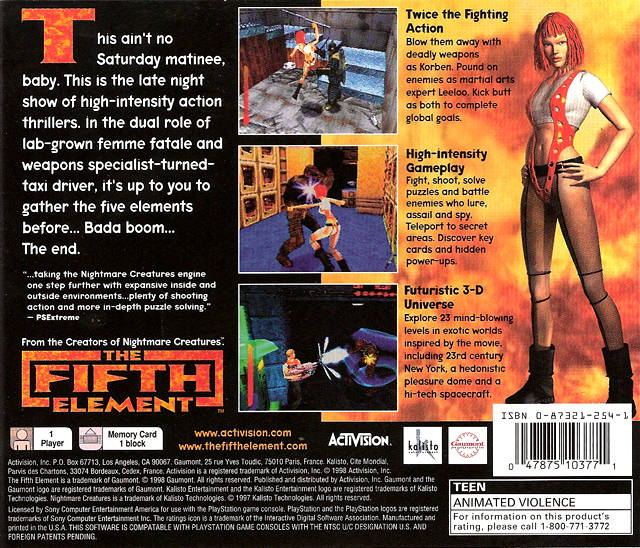 This ain't no
Saturday matinee,
baby. This is the late night
show of high-intensity action
thrillers. In the dual role of
lab-grown femme fatale and
weapons specialist-turned-
taxi driver, it's up to you to
gather the five elements
before... Bada boom...
The end.
"...taking the Nightmare Creatures engine
one step further with expansive inside and
outside environments...plenty of shooting
action and more in-depth puzzle solving."
— PSExtreme
From the Creators of Nightmare Creatures™
THE
FIFTH
ELEMENT™
Twice the Fighting
Action
Blow them away with
deadly weapons
as Korben. Pound on
enemies as martial arts
expert Leeloo. Kick butt
as both to complete
global goals.
High-intensity
Gameplay
Fight, shoot, solve
puzzles and battle
enemies who lure,
assail and spy.
Teleport to secret
areas. Discover key
cards and hidden
power-ups.
Futuristic 3-D
Universe
Explore 23 mind-blowing
levels in exotic worlds
inspired by the movie,
including 23rd century
New York, a hedonistic
pleasure dome and a
hi-tech spacecraft.
1
Player
Memory Card
1 block
www.activision.com
www.thefifthelement.com
ACTIVISION.
kalisto
Gaumont
ISBN 0-87321-254-1
0 47875 10377 1
Activision, Inc. P.O. Box 67713, Los Angeles, CA 90067. Gaumont, 25 rue Yves Toudic, 75010 Paris, France. Kalisto, Cite Mondial,
Parvis des Chartons, 33074 Bordeaux, Cedex, France. Activision is a registered trademark of Activision, Inc. © 1998 Activision, Inc.
The Fifth Element is a trademark of Gaumont. © 1998 Gaumont. All rights reserved. Published and distributed by Activision, Inc. Gaumont and the
Gaumont logo are registered trademarks of Gaumont. Kalisto Entertainment and the Kalisto Entertainment logo are registered trademarks of Kalisto
Technologies. Nightmare Creatures is a trademark of Kalisto Technologies. © 1997 Kalisto Technologies. All rights reserved.
Licensed by Sony Computer Entertainment America for use with the PlayStation game console. PlayStation and the PlayStation logos are registered
trademarks of Sony Computer Entertainment Inc. The ratings icon is a trademark of the Interactive Digital Software Association. Manufactured and
printed in U.S.A. THIS SOFTWARE IS COMPATIBLE WITH PLAYSTATION GAME CONSOLES WITH THE NTSC U/C DESIGNATION U.S. AND
FOREIGN PATENTS PENDING.
TEEN
ANIMATED VIOLENCE
For information on this product's
rating, please call 1-800-771-3772